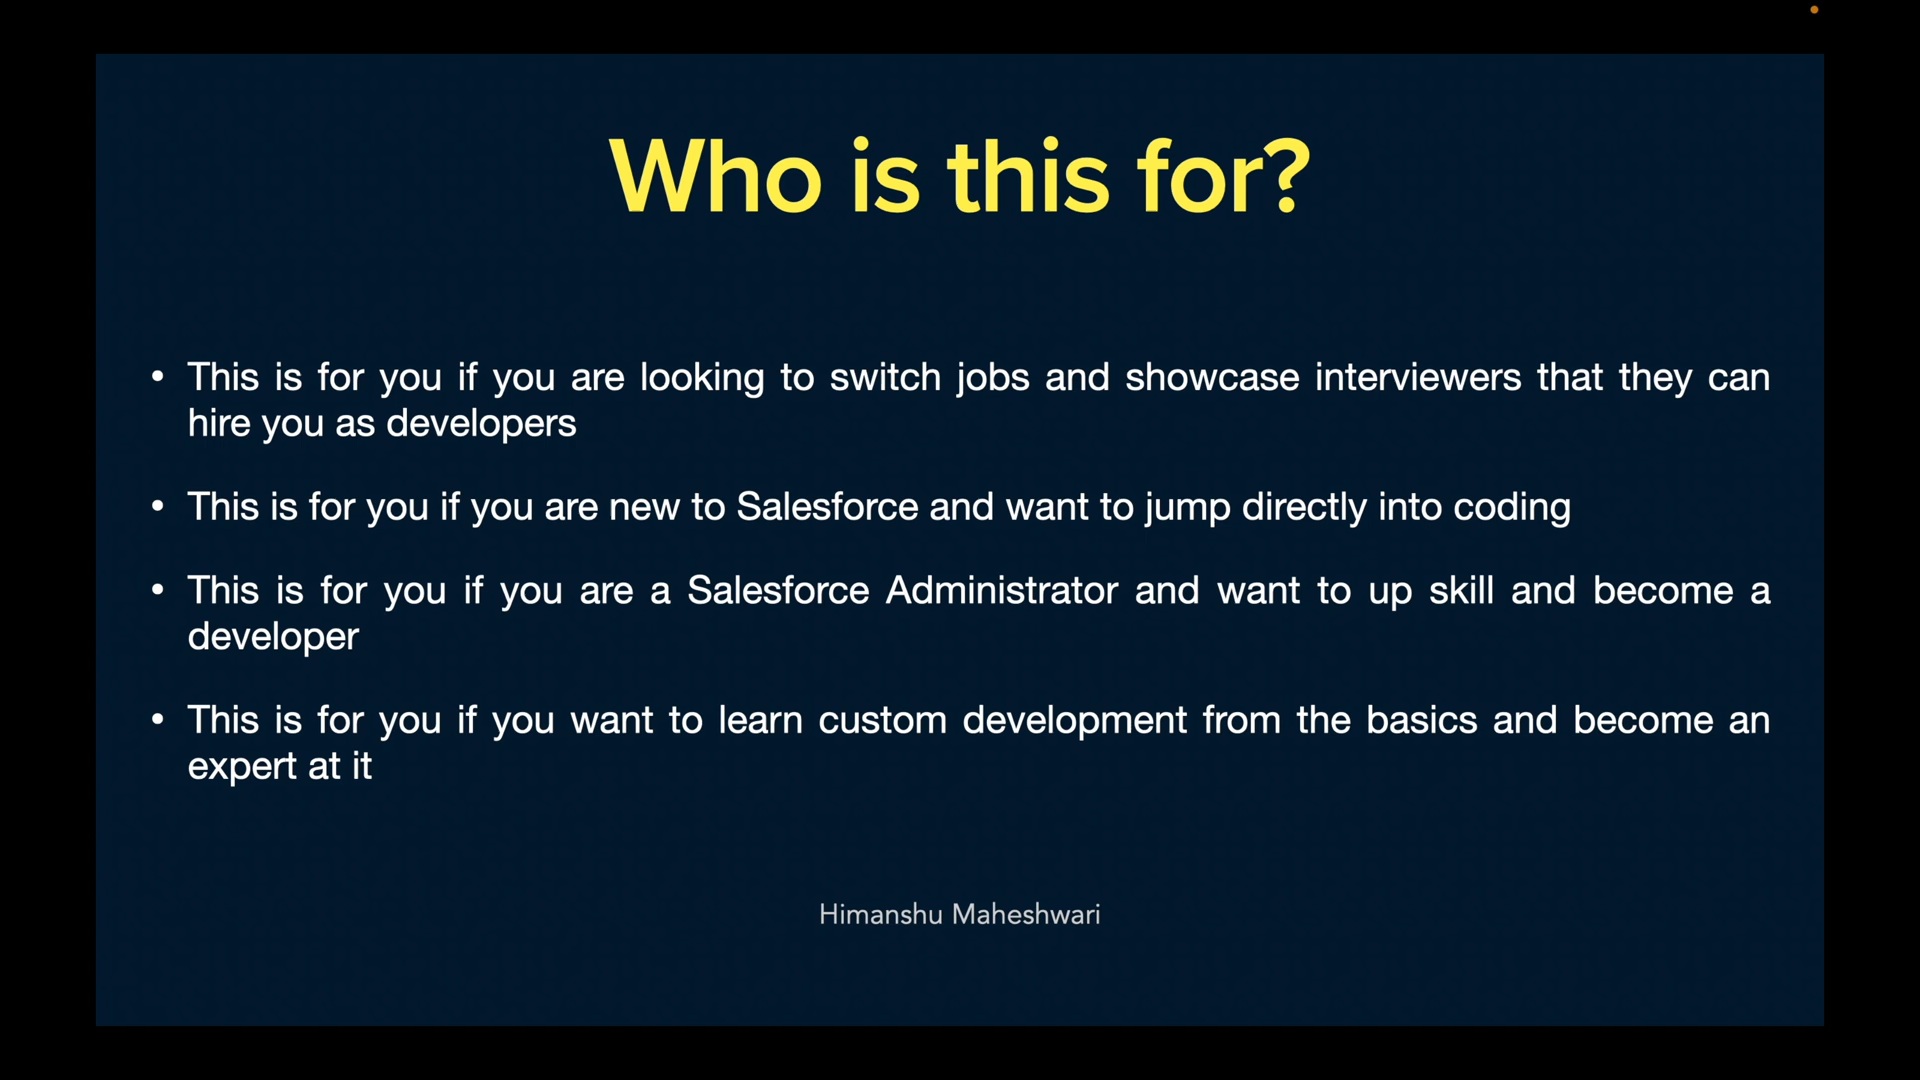 Who is this for?
• This is for you if you are looking to switch jobs and showcase interviewers that they can
hire you as developers
• This is for you if you are new to Salesforce and want to jump directly into coding
• This is for you if you are a Salesforce Administrator and want to up skill and become a
developer
• This is for you if you want to learn custom development from the basics and become an
expert at it
Himanshu Maheshwari